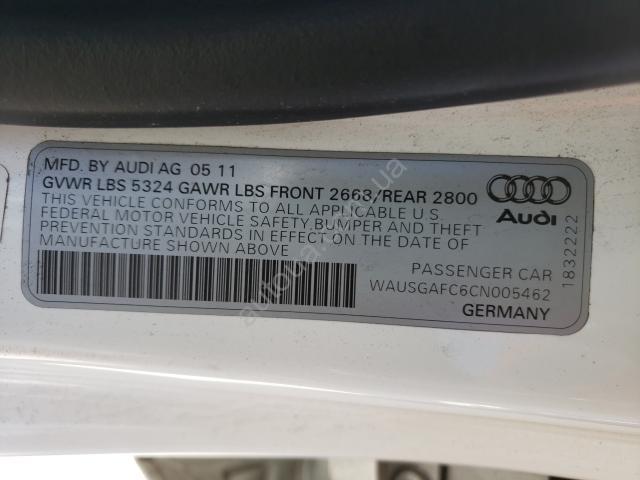 MFD. BY AUDI AG 05 11
GVWR LBS 5324 GAWR LBS FRONT 2668/REAR 2800
THIS VEHICLE CONFORMS TO ALL APPLICABLE U.S.
FEDERAL MOTOR VEHICLE SAFETY,BUMPER AND THEFT
PREVENTION STANDARDS IN EFFECT ON THE DATE OF
MANUFACTURE SHOWN ABOVE
Audi
1832222
PASSENGER CAR
WAUSGAFC6CN005462
GERMANY